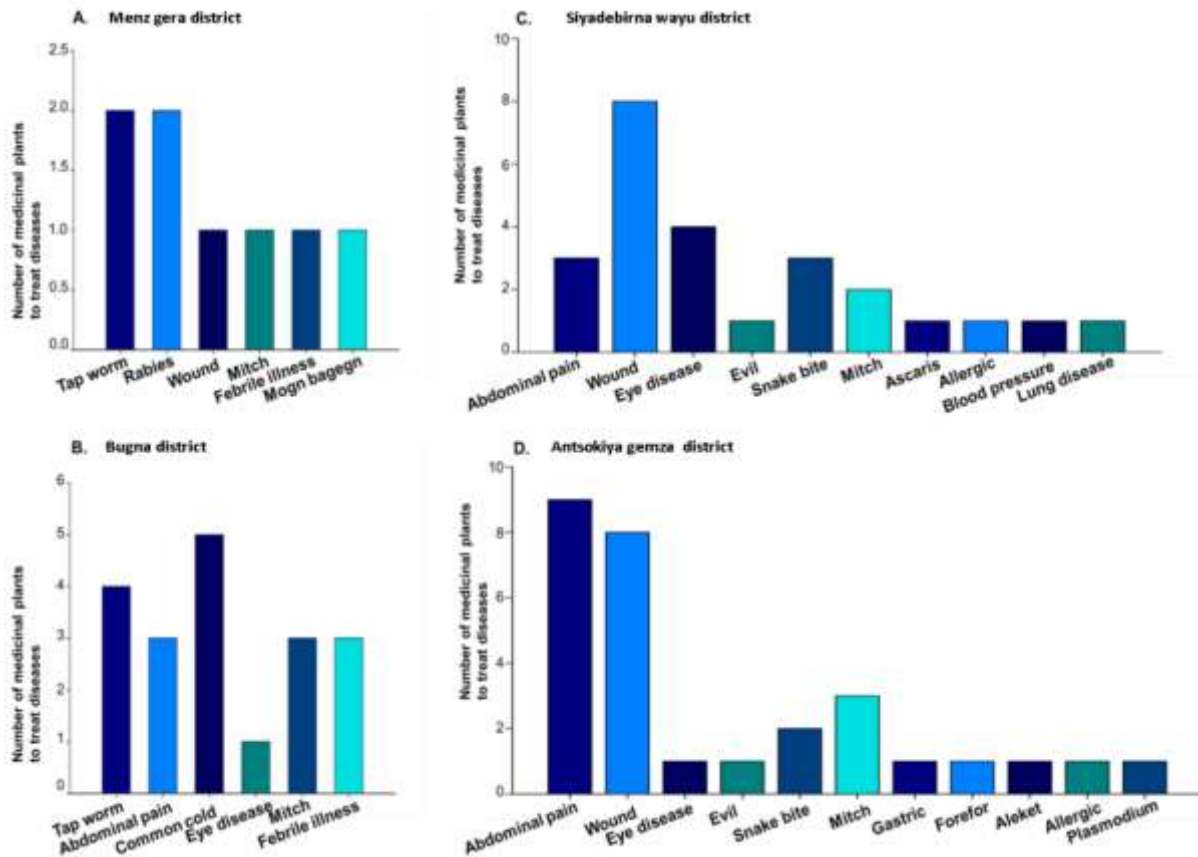 A. Menz gera district
Number of medicinal plants
to treat diseases
2.5
2.0
1.5
1.0
0.5
0.0
Tap worm
Rabies
Wound
Mitch
Febrile illness
Mogn bagegn
C. Siyadebirna wayu district
Number of medicinal plants
to treat diseases
10
8
6
4
2
0
Abdominal pain
Wound
Eye disease
Evil
Snake bite
Mitch
Ascaris
Allergic
Blood pressure
Lung disease
B. Bugna district
Number of medicinal plants
to treat diseases
6
5
4
3
2
1
0
Tap worm
Abdominal pain
Common cold
Eye disease
Mitch
Febrile illness
D. Antsokiya gemza district
Number of medicinal plants
to treat diseases
10
8
6
4
2
0
Abdominal pain
Wound
Eye disease
Evil
Snake bite
Mitch
Gastric
Forefor
Aleket
Allergic
Plasmodium